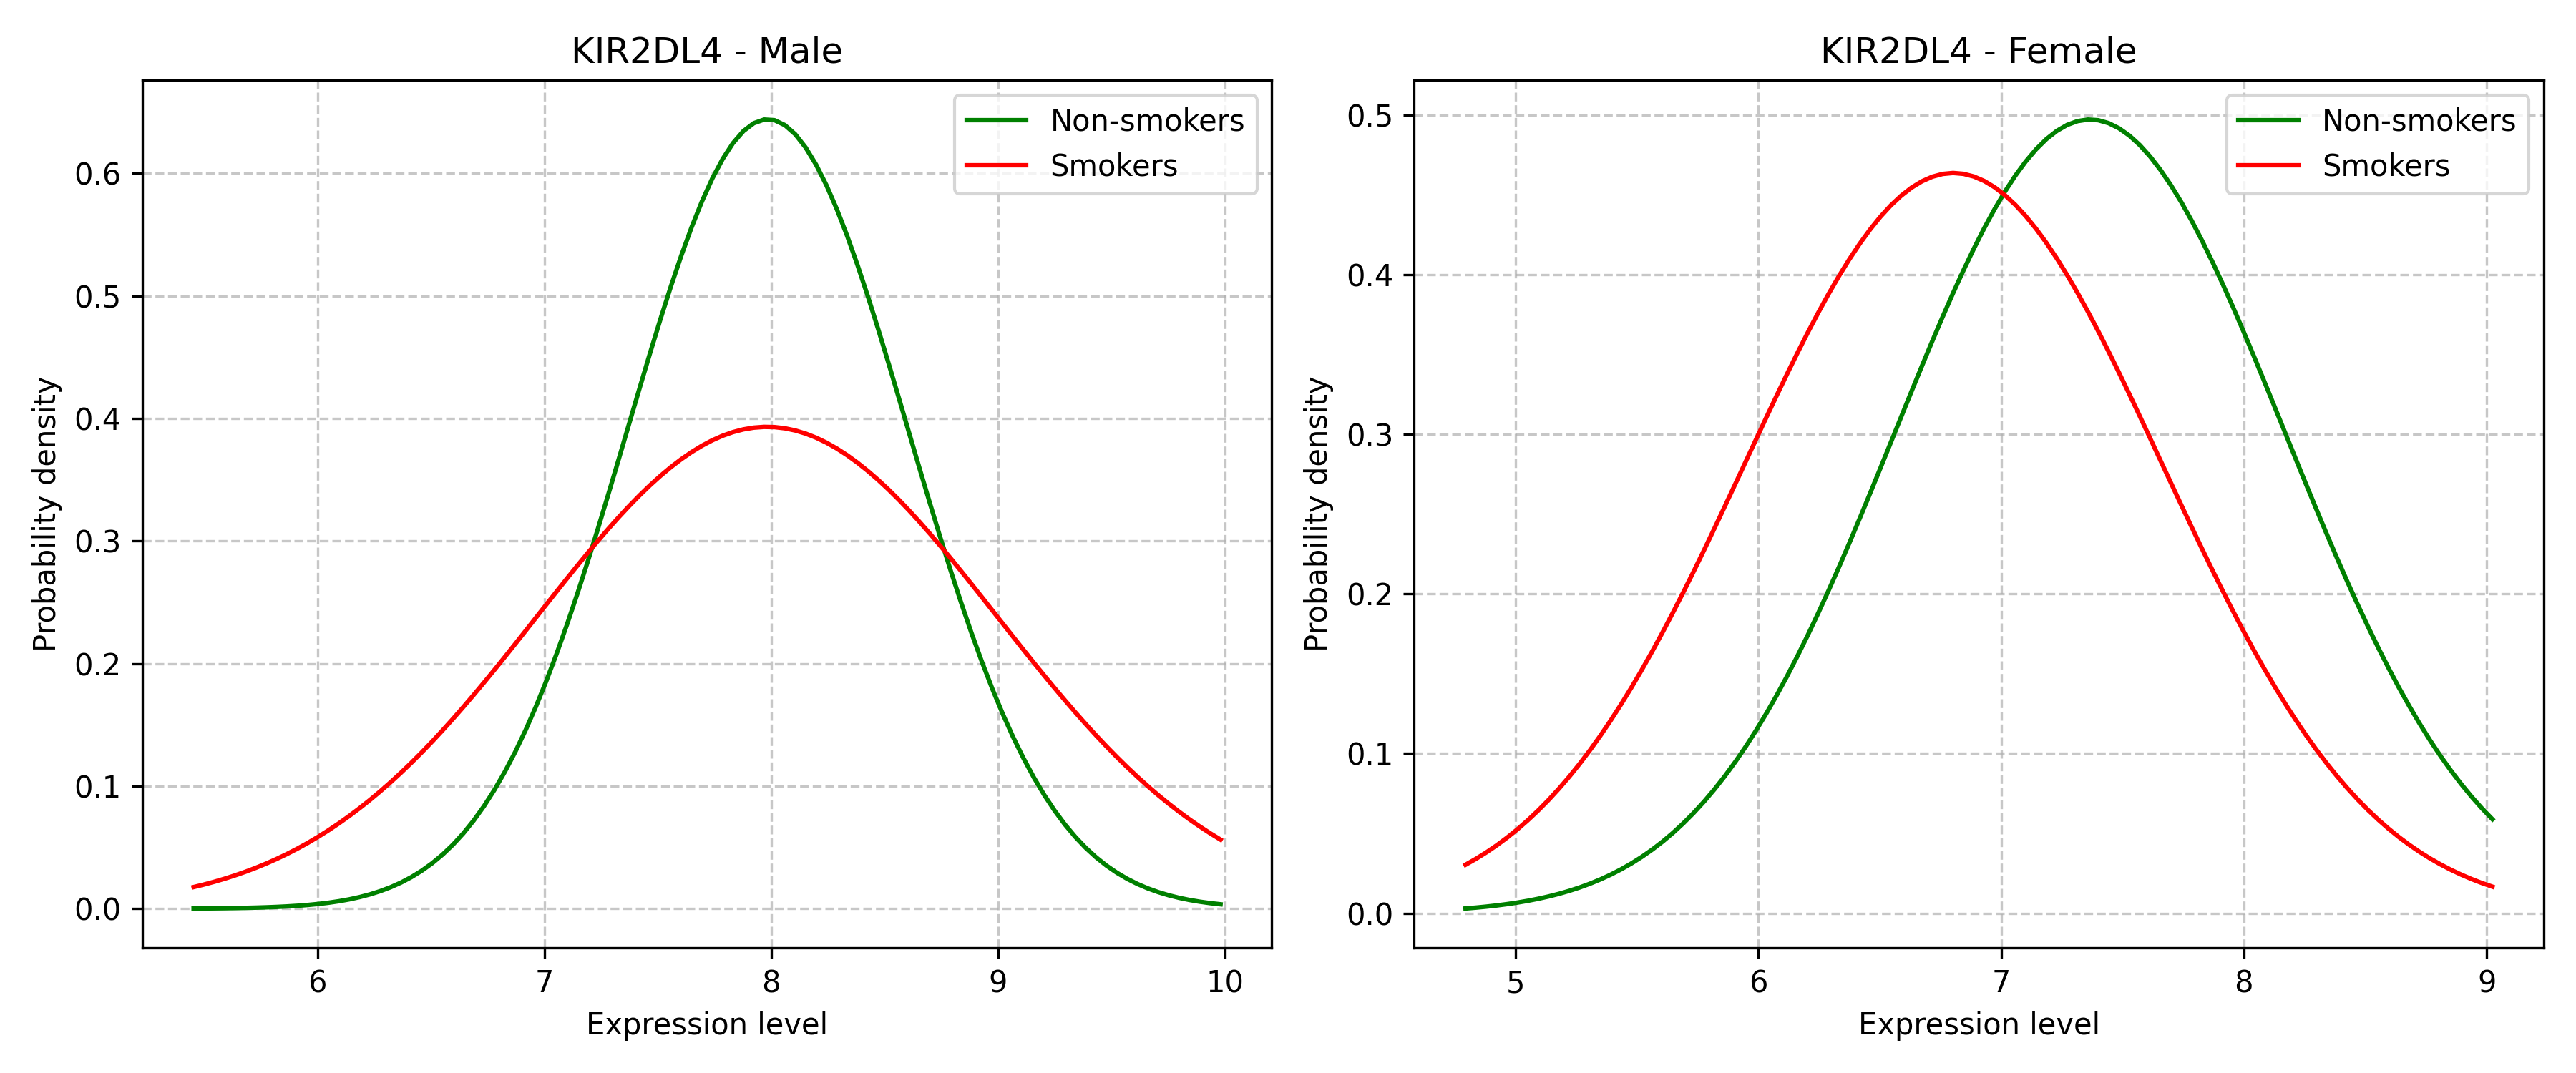 KIR2DL4 - Male
Non-smokers
Smokers
Probability density
0.6
0.5
0.4
0.3
0.2
0.1
0.0
6 7 8 9 10
Expression level
KIR2DL4 - Female
Non-smokers
Smokers
Probability density
0.5
0.4
0.3
0.2
0.1
0.0
5 6 7 8 9
Expression level